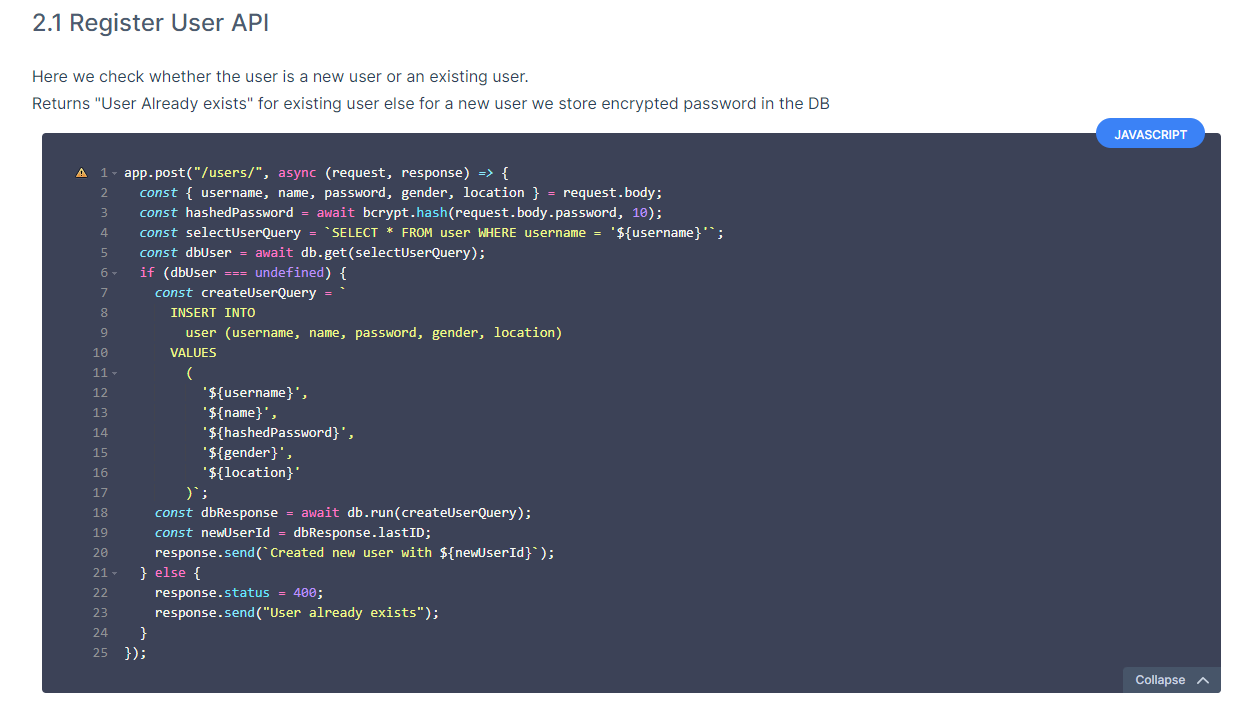 2.1 Register User API
Here we check whether the user is a new user or an existing user.
Returns "User Already exists" for existing user else for a new user we store encrypted password in the DB
JAVASCRIPT
1 app.post("/users/", async (request, response) => {
2   const { username, name, password, gender, location } = request.body;
3   const hashedPassword = await bcrypt.hash(request.body.password, 10);
4   const selectUserQuery = `SELECT * FROM user WHERE username = '${username}'`;
5   const dbUser = await db.get(selectUserQuery);
6   if (dbUser === undefined) {
7     const createUserQuery = `
8       INSERT INTO
9         user (username, name, password, gender, location)
10       VALUES
11         (
12           '${username}',
13           '${name}',
14           '${hashedPassword}',
15           '${gender}',
16           '${location}'
17         )`;
18     const dbResponse = await db.run(createUserQuery);
19     const newUserId = dbResponse.lastID;
20     response.send(`Created new user with ${newUserId}`);
21   } else {
22     response.status = 400;
23     response.send("User already exists");
24   }
25 });
Collapse